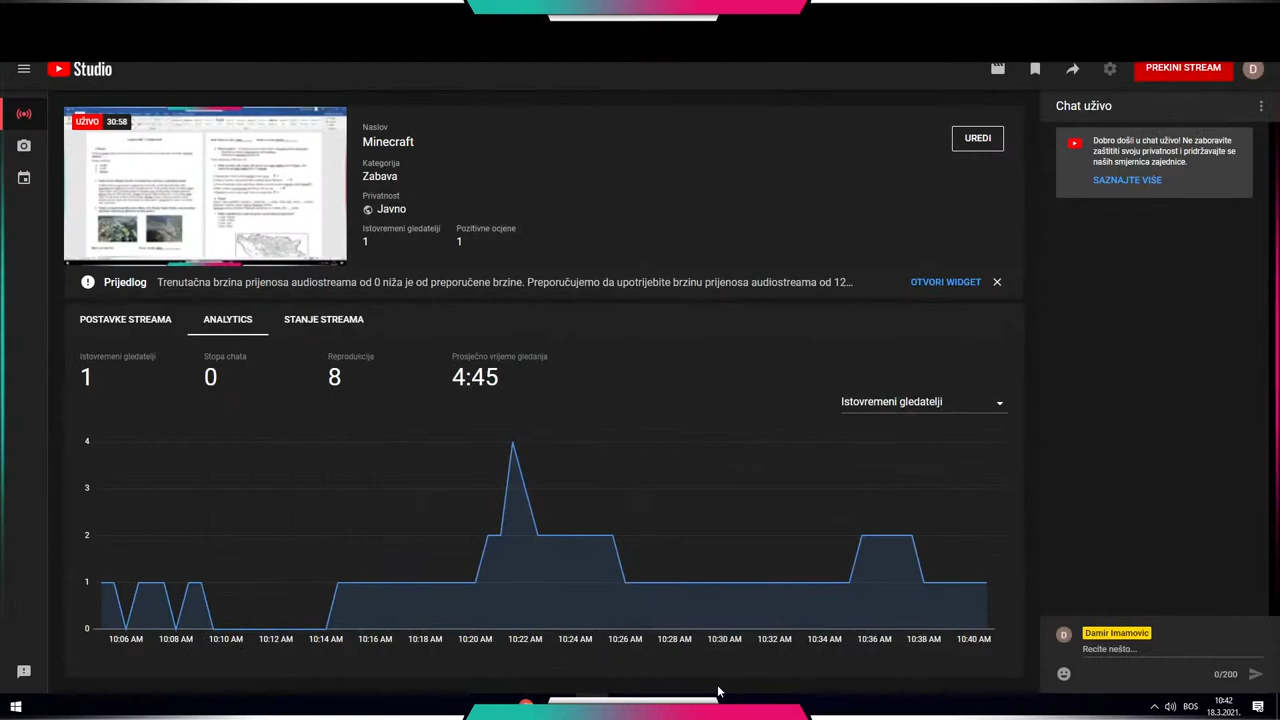 Studio
PREKINI STREAM
D
UŽIVO 30:58
Naslov
Minecraft
UREDI
Kategorija
Zabava
Privatnost
Javno
Istovremeni gledatelji
1
Pozitivne ocjene
1
Prijedlog Trenutačna brzina prijenosa audiostreama od 0 niža je od preporučene brzine. Preporučujemo da upotrijebite brzinu prijenosa audiostreama od 12…
OTVORI WIDGET
POSTAVKE STREAMA ANALYTICS STANJE STREAMA
Istovremeni gledatelji
1
Stopa chata
0
Reprodukcije
8
Prosječno vrijeme gledanja
4:45
Istovremeni gledatelji
4
3
2
1
0
10:06 AM 10:08 AM 10:10 AM 10:12 AM 10:14 AM 10:16 AM 10:18 AM 10:20 AM 10:22 AM 10:24 AM 10:26 AM 10:28 AM 10:30 AM 10:32 AM 10:34 AM 10:36 AM 10:38 AM 10:40 AM
Chat uživo
Dobro došli u chat uživo! Ne zaboravite
zaštititi svoju privatnost i pridržavajte se
naših smjernica zajednice.
SAZNAJTE VIŠE
D
Damir Imamovic
Recite nešto...
0/200
BOS
10:42
18.3.2021.